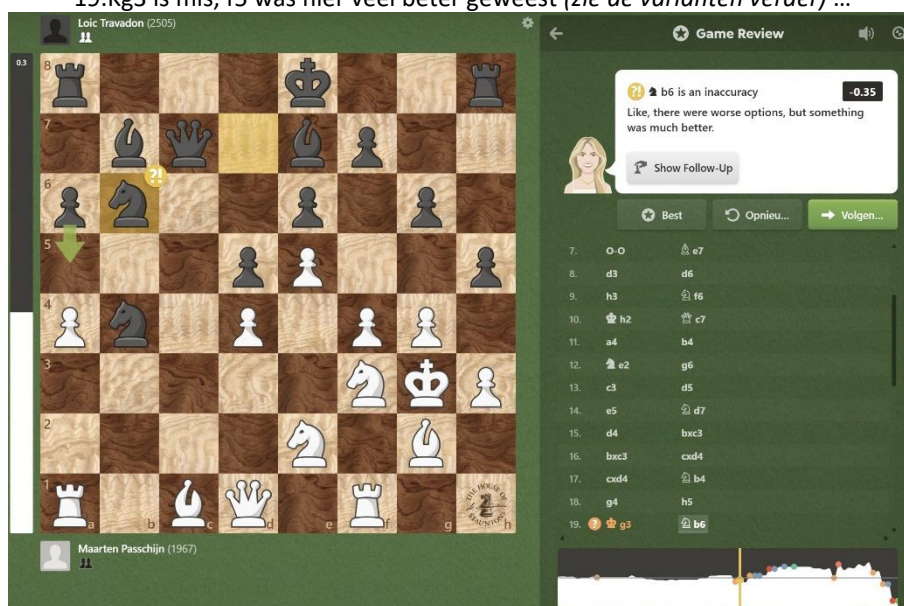 19.Kg3 is mis, f5 was hier veel beter geweest (zie de varianten verder) ...
Loic Travadon (2505)
Game Review
0.3
8
7
6
5
4
3
2
1
a b c d e f g h
?!
THE HOUSE OF STAUNTON
Maarten Passchijn (1967)
?! b6 is an inaccuracy
-0.35
Like, there were worse options, but something
was much better.
Show Follow-Up
Best Opnieu... Volgen...
7. O-O e7
8. d3 d6
9. h3 f6
10. h2 c7
11. a4 b4
12. e2 g6
13. c3 d5
14. e5 d7
15. d4 bxc3
16. bxc3 cxd4
17. cxd4 b4
18. g4 h5
19. ? g3 b6